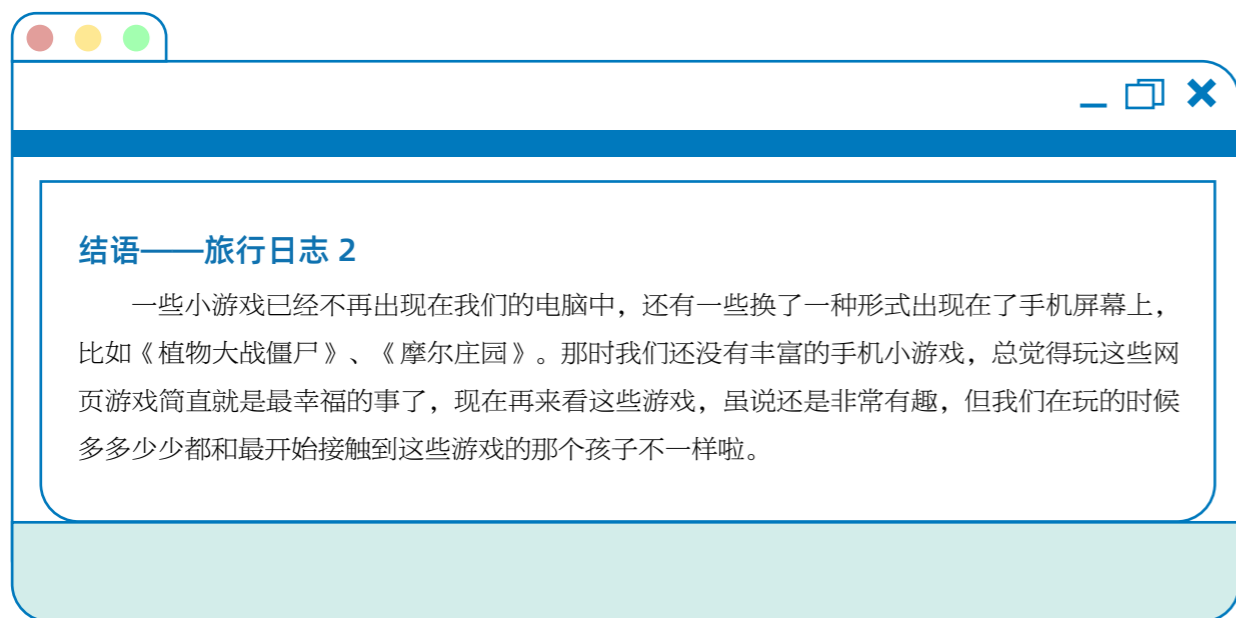 结语——旅行日志 2
一些小游戏已经不再出现在我们的电脑中，还有一些换了一种形式出现在了手机屏幕上，
比如《植物大战僵尸》、《摩尔庄园》。那时我们还没有丰富的手机小游戏，总觉得玩这些网
页游戏简直就是最幸福的事了，现在再来看这些游戏，虽说还是非常有趣，但我们在玩的时候
多多少少都和最开始接触到这些游戏的那个孩子不一样啦。